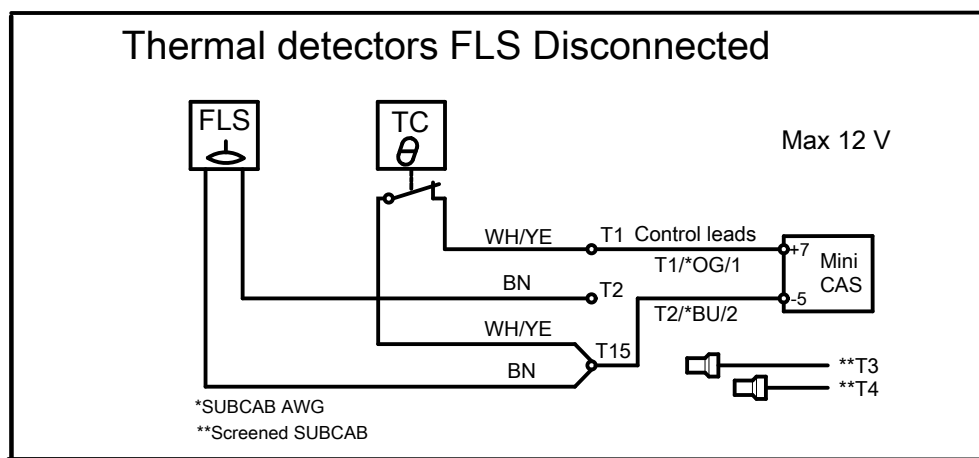 Thermal detectors FLS Disconnected
FLS
TC
Max 12 V
WH/YE
T1
Control leads
+7
T1/*OG/1
Mini
CAS
BN
T2
-5
T2/*BU/2
WH/YE
T15
BN
**T3
**T4
*SUBCAB AWG
**Screened SUBCAB